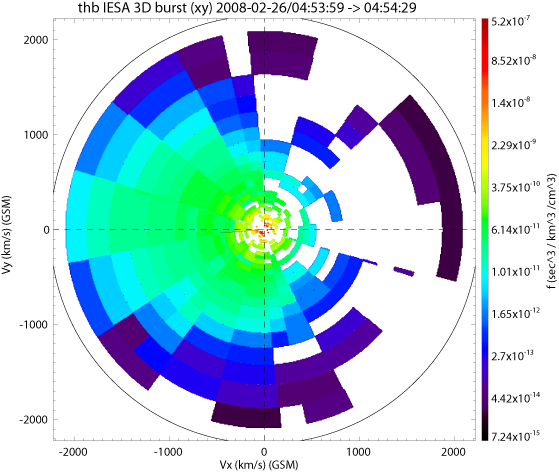 thb IESA 3D burst (xy) 2008-02-26/04:53:59 -> 04:54:29
2000
1000
0
-1000
-2000
Vy (km/s) (GSM)
-2000
-1000
0
1000
2000
Vx (km/s) (GSM)
5.2x10-7
8.52x10-8
1.4x10-8
2.29x10-9
3.75x10-10
6.14x10-11
1.01x10-11
1.65x10-12
2.7x10-13
4.42x10-14
7.24x10-15
f (sec^3 / km^3 /cm^3)